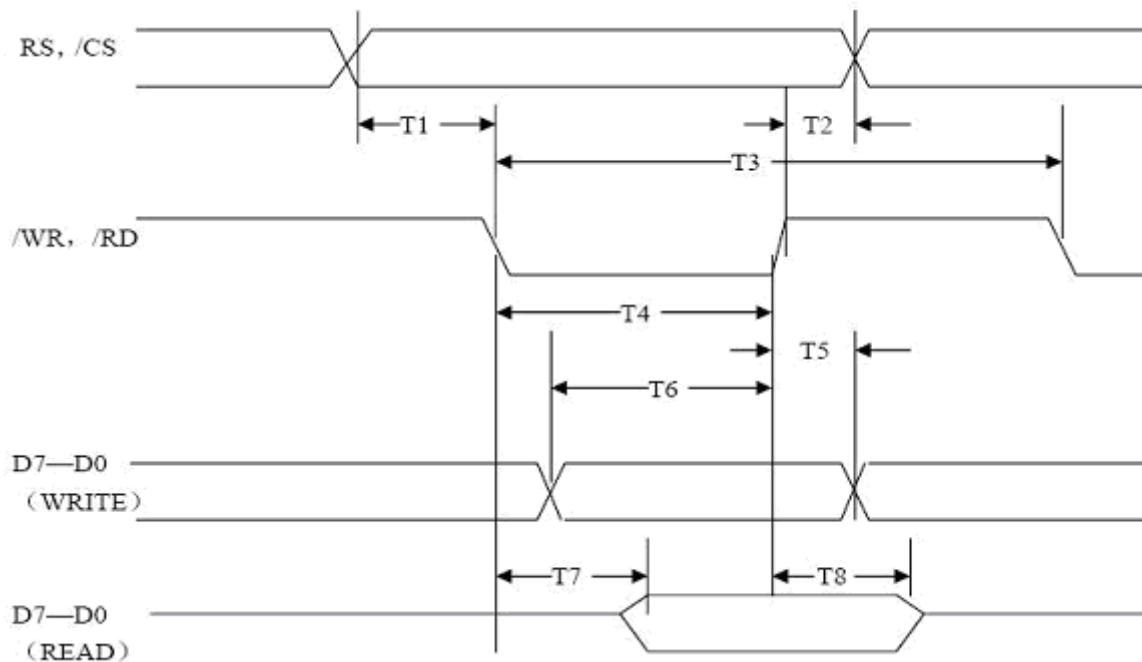 RS，/CS
T1
T2
T3
/WR，/RD
T4
T5
T6
D7—D0
（WRITE）
T7
T8
D7—D0
（READ）